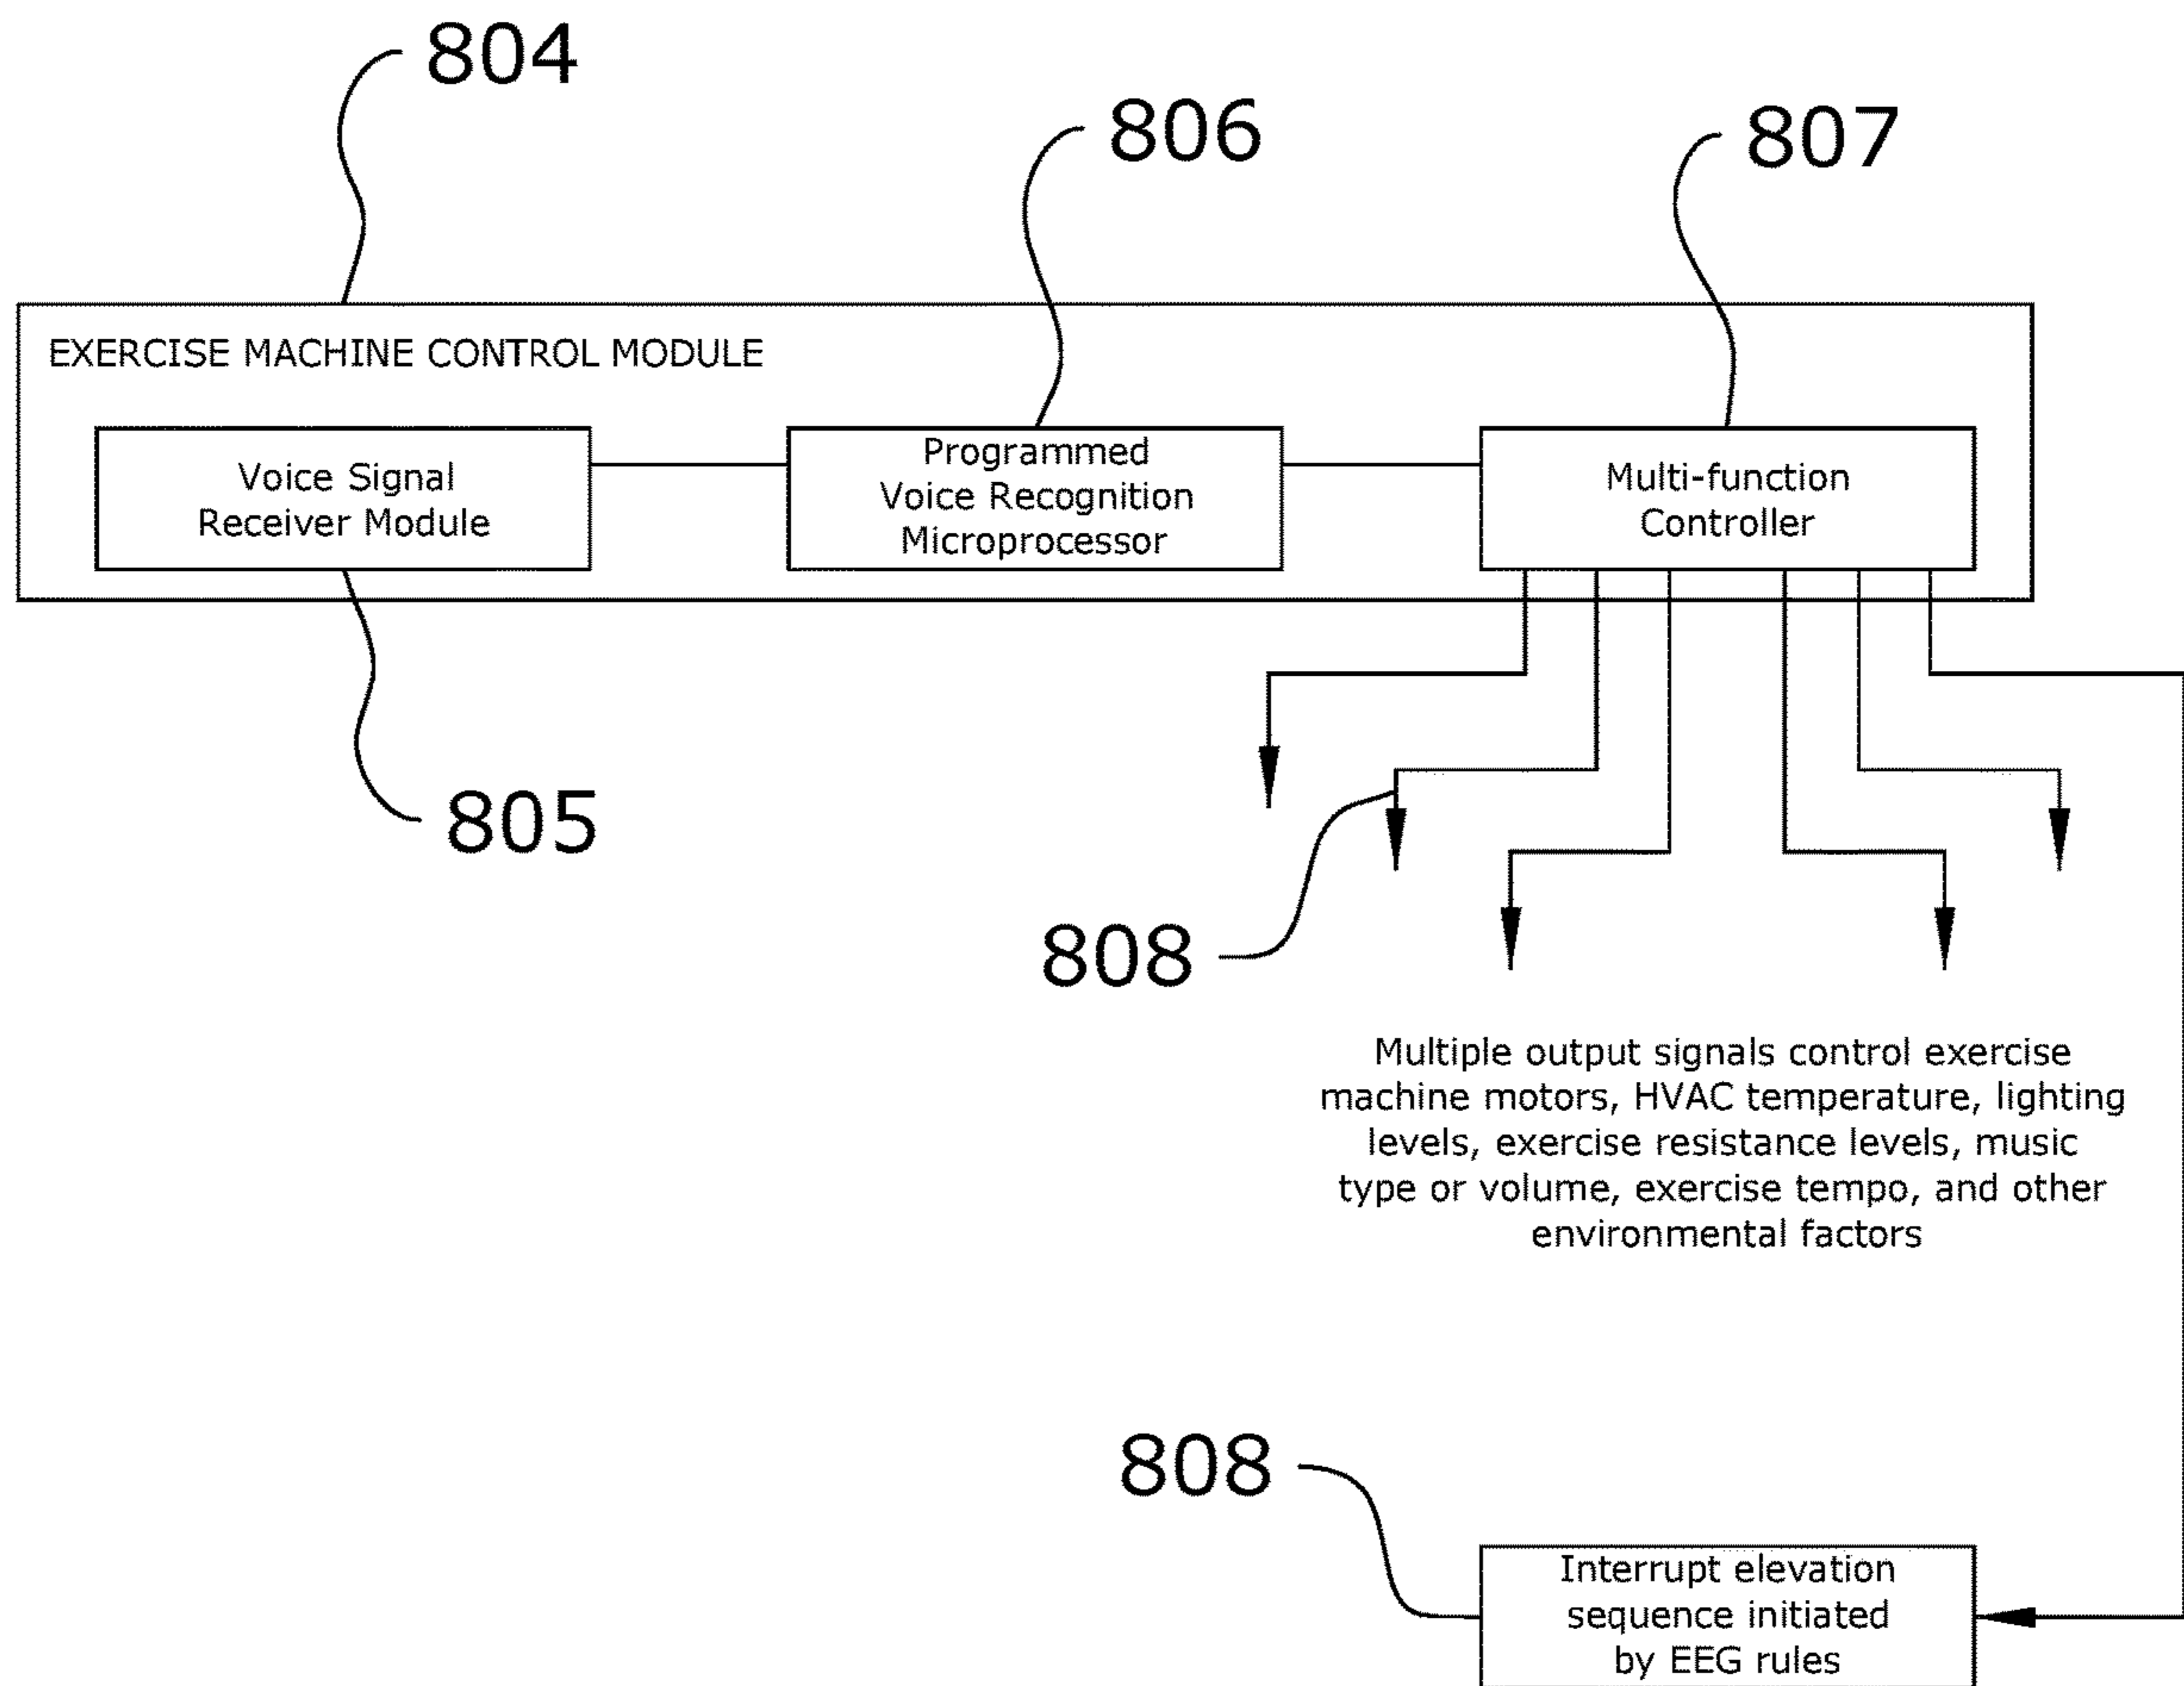 804
806
807
EXERCISE MACHINE CONTROL MODULE
Voice Signal
Receiver Module
Programmed
Voice Recognition
Microprocessor
Multi-function
Controller
805
808
Multiple output signals control exercise
machine motors, HVAC temperature, lighting
levels, exercise resistance levels, music
type or volume, exercise tempo, and other
environmental factors
808
Interrupt elevation
sequence initiated
by EEG rules